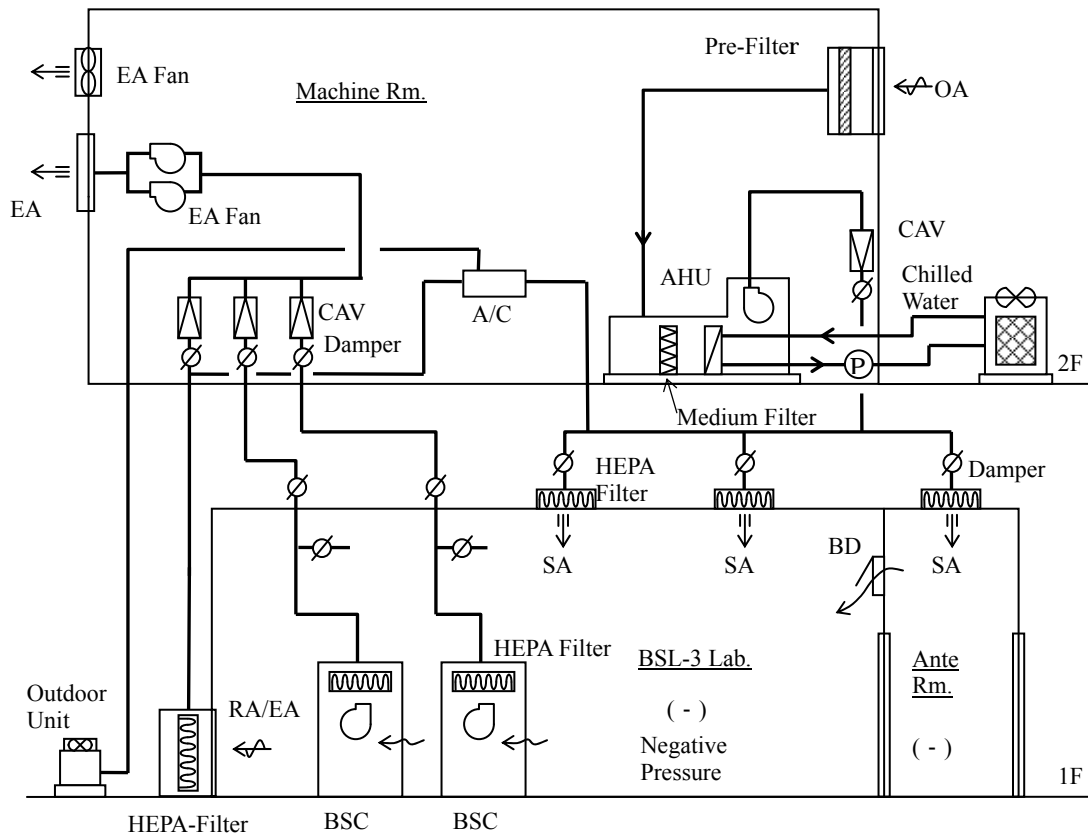 Pre-Filter
EA Fan
Machine Rm.
OA
EA
EA Fan
CAV
AHU
Chilled
Water
A/C
CAV
Damper
P
2F
Medium Filter
HEPA
Filter
Damper
SA
SA
BD
SA
HEPA Filter
BSL-3 Lab.
Ante
Rm.
Outdoor
Unit
RA/EA
( - )
Negative
Pressure
( - )
1F
HEPA-Filter
BSC
BSC